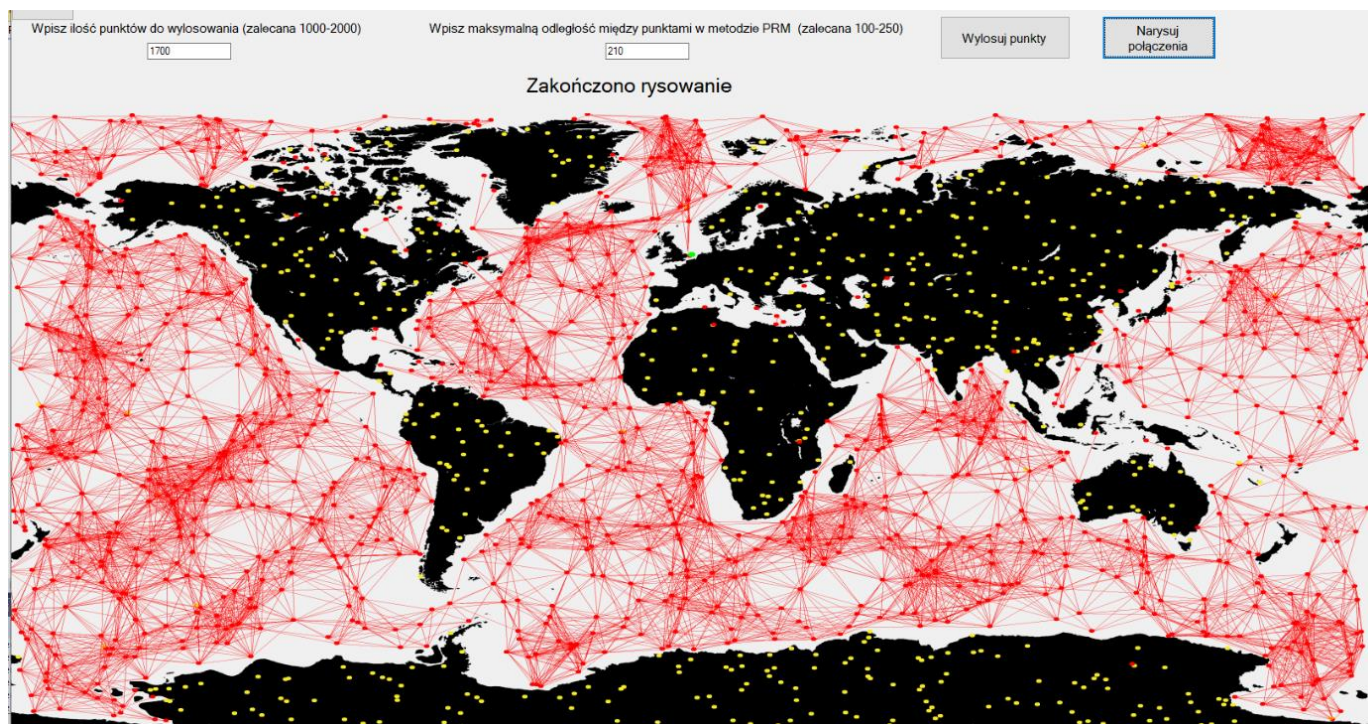 Wpisz ilość punktów do wylosowania (zalecana 1000-2000)
1700
Wpisz maksymalną odległość między punktami w metodzie PRM (zalecana 100-250)
210
Wylosuj punkty
Narysuj
połączenia
Zakończono rysowanie